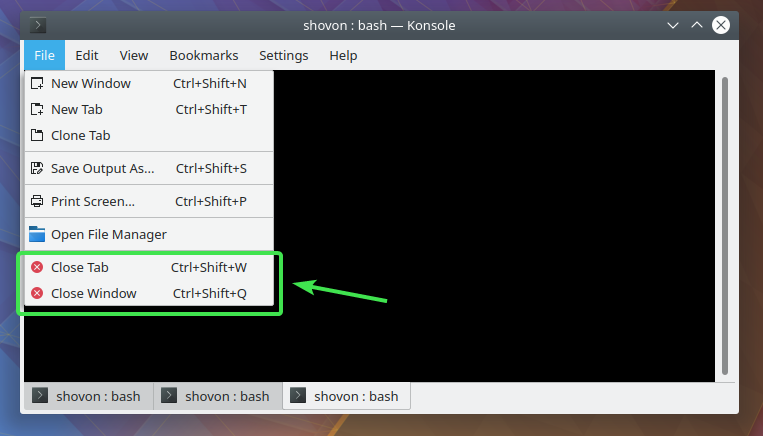 shovon : bash — Konsole
File Edit View Bookmarks Settings Help
New Window Ctrl+Shift+N
New Tab Ctrl+Shift+T
Clone Tab
Save Output As... Ctrl+Shift+S
Print Screen... Ctrl+Shift+P
Open File Manager
Close Tab Ctrl+Shift+W
Close Window Ctrl+Shift+Q
shovon : bash shovon : bash shovon : bash